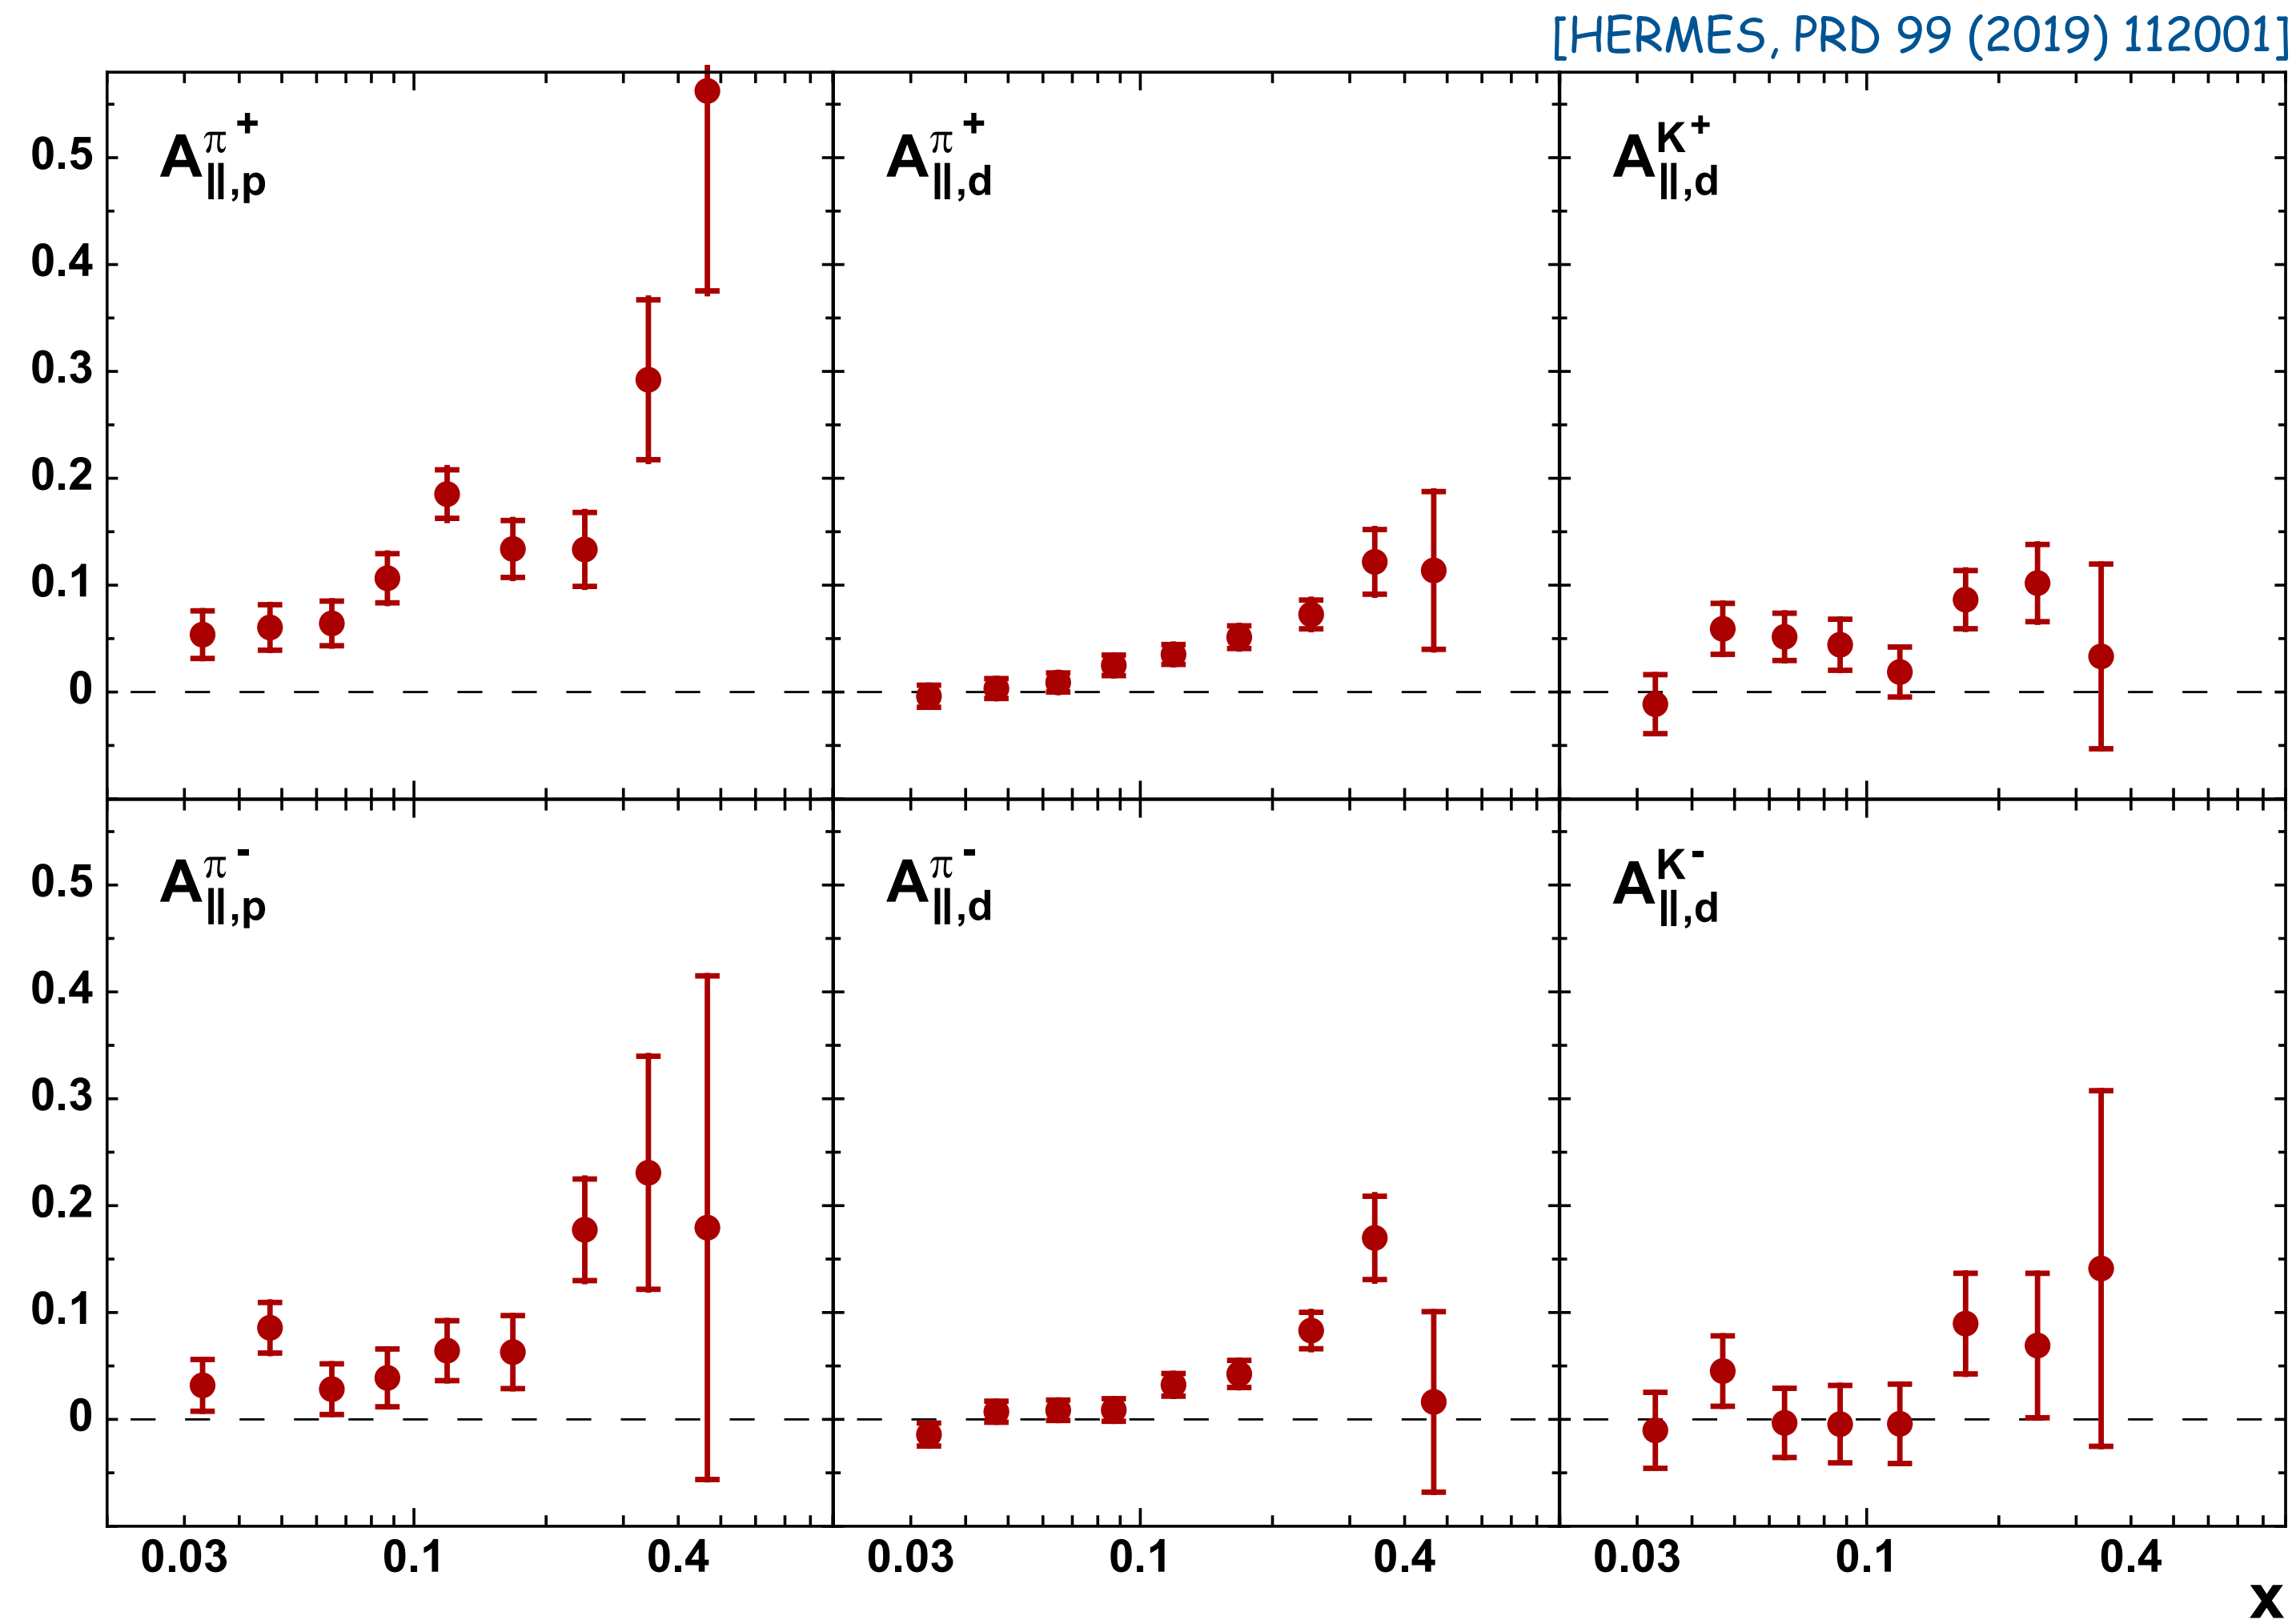 [HERMES, PRD 99 (2019) 112001]
A π+ ||,p
A π+ ||,d
A K+ ||,d
0.5
0.4
0.3
0.2
0.1
0
A π- ||,p
A π- ||,d
A K- ||,d
0.5
0.4
0.3
0.2
0.1
0
0.03 0.1 0.4 0.03 0.1 0.4 0.03 0.1 0.4
x